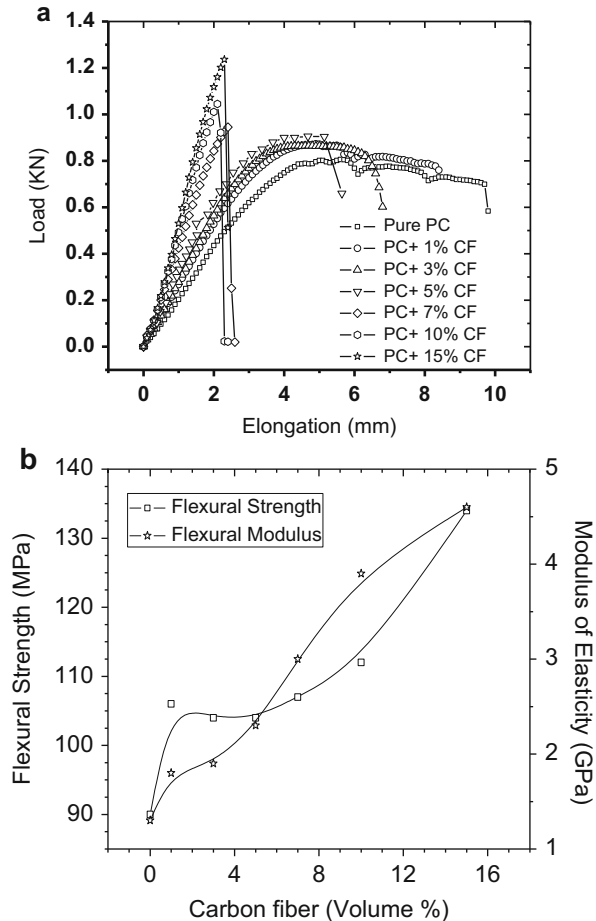 a
Load (KN)
1.4
1.2
1.0
0.8
0.6
0.4
0.2
0.0
Pure PC
PC+ 1% CF
PC+ 3% CF
PC+ 5% CF
PC+ 7% CF
PC+ 10% CF
PC+ 15% CF
0 2 4 6 8 10
Elongation (mm)
b
Flexural Strength (MPa)
140
130
120
110
100
90
Flexural Strength
Flexural Modulus
5
4
3
2
1
Modulus of Elasticity (GPa)
0 4 8 12 16
Carbon fiber (Volume %)